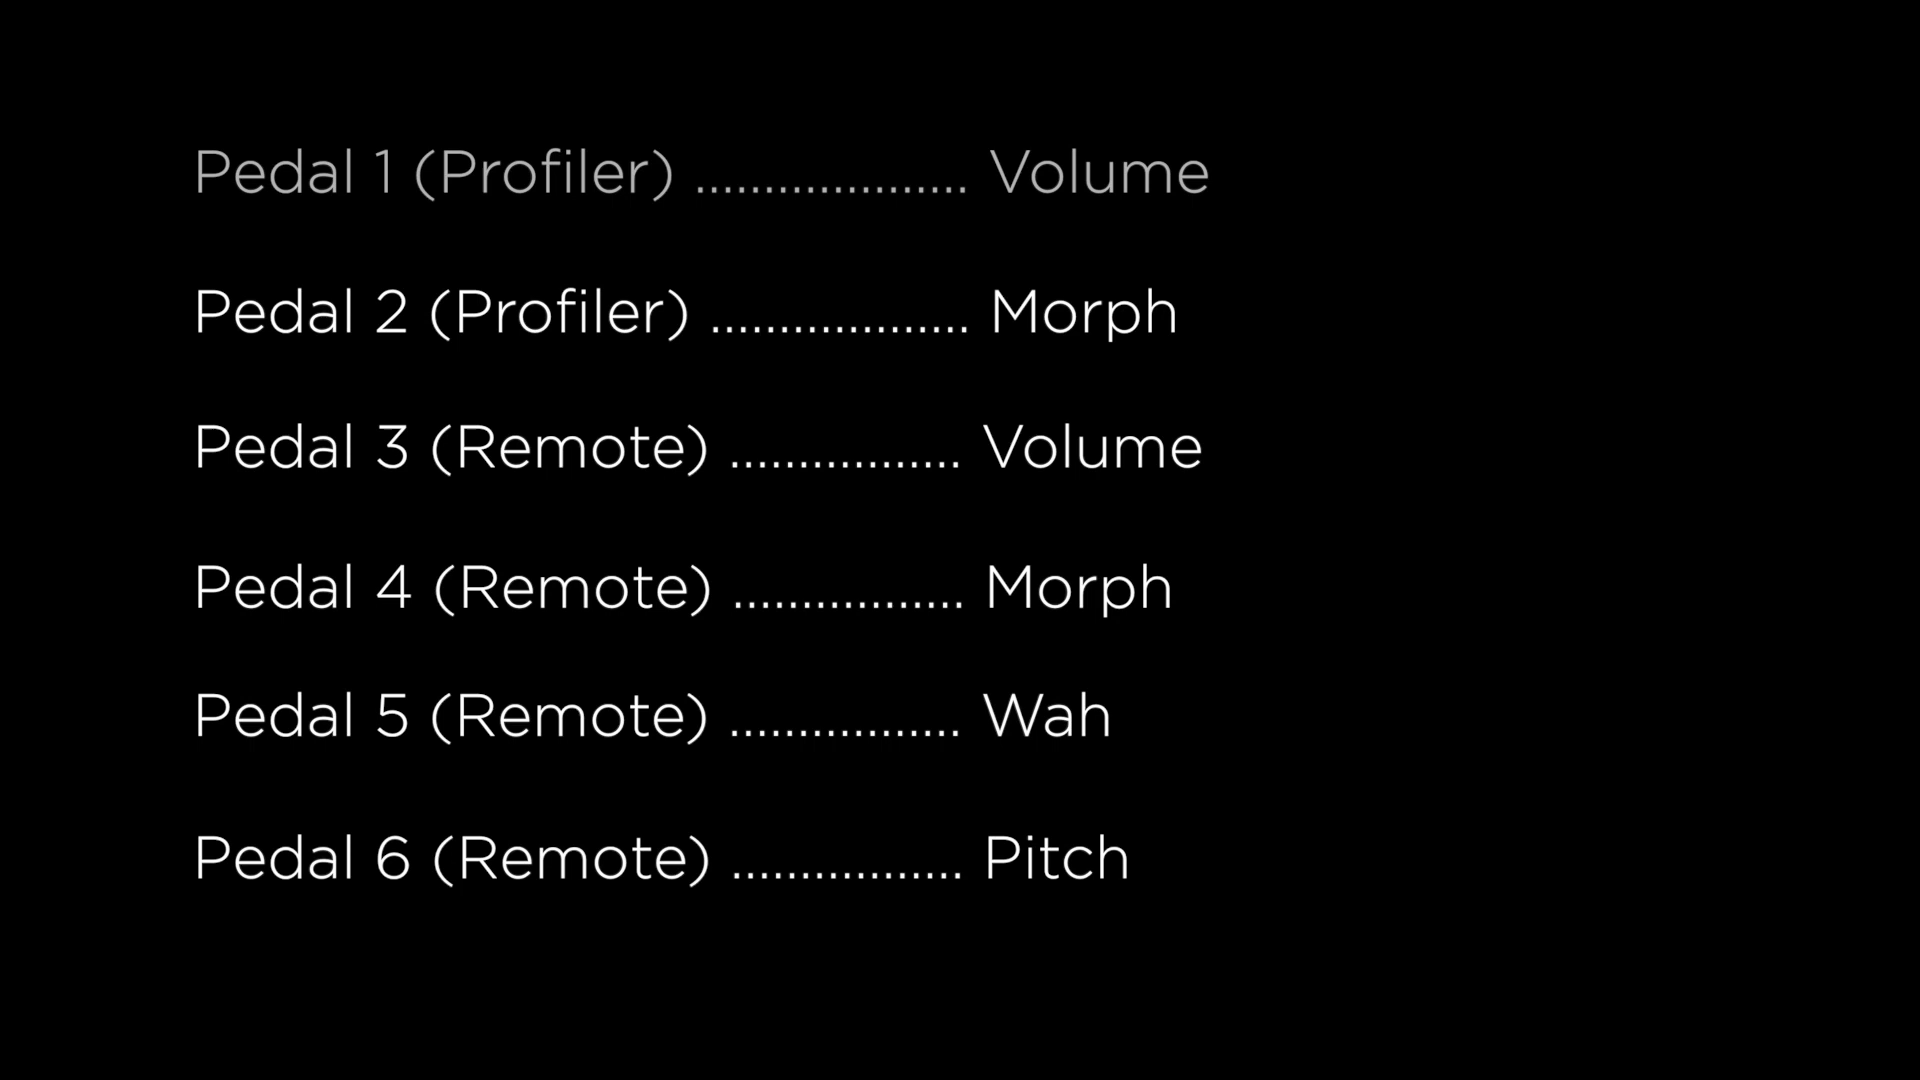 Pedal 1 (Profiler) .................... Volume
Pedal 2 (Profiler) ................... Morph
Pedal 3 (Remote) ................. Volume
Pedal 4 (Remote) ................. Morph
Pedal 5 (Remote) ................. Wah
Pedal 6 (Remote) ................. Pitch